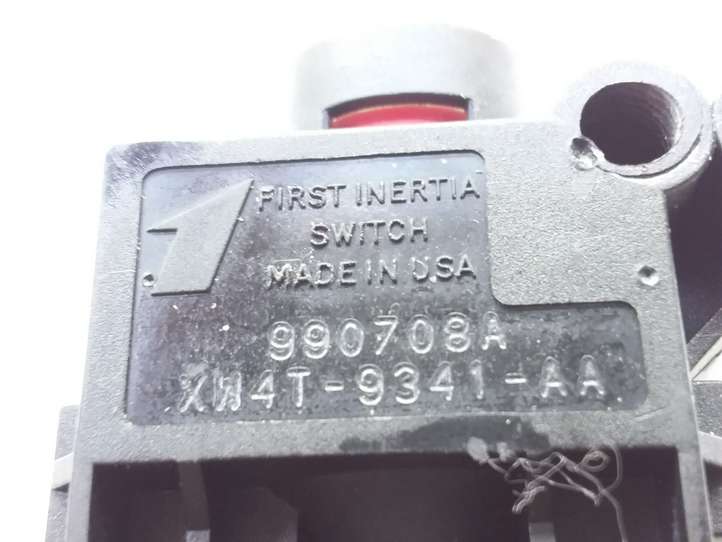 FIRST INERTIA
SWITCH
MADE IN USA
990708A
XW4T-9341-AA